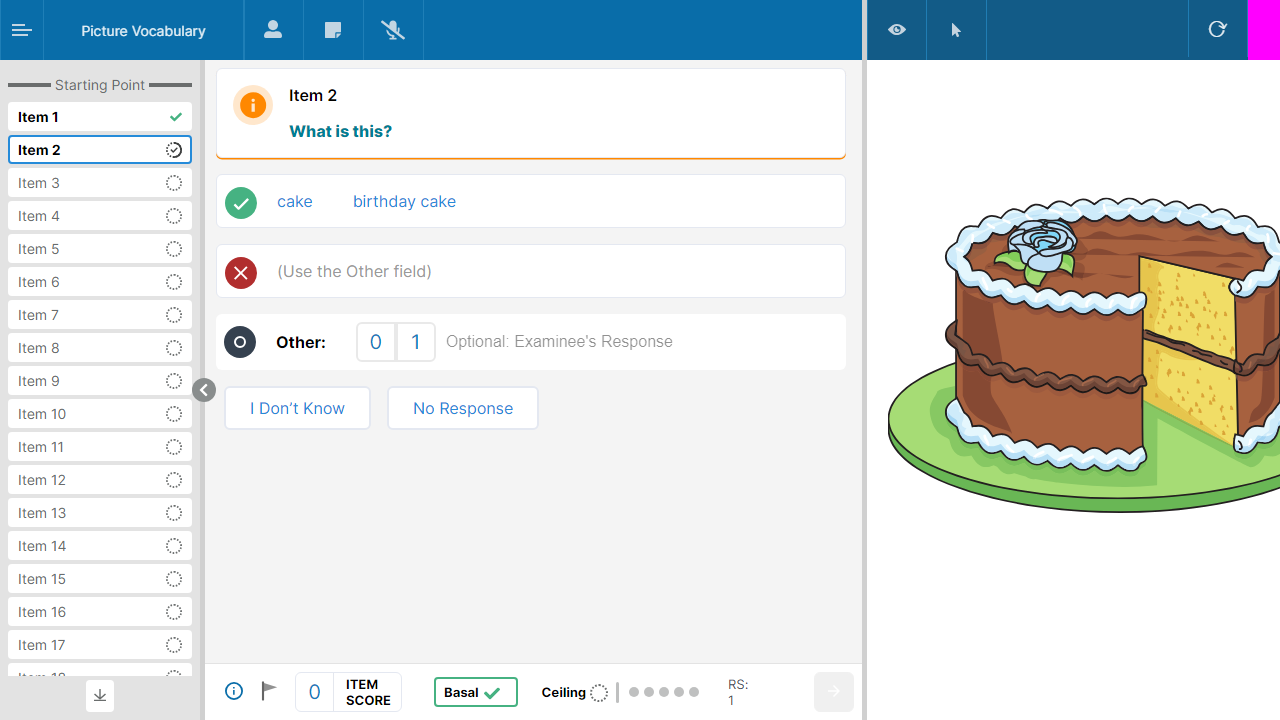 Picture Vocabulary
Starting Point
Item 1
Item 2
Item 3
Item 4
Item 5
Item 6
Item 7
Item 8
Item 9
Item 10
Item 11
Item 12
Item 13
Item 14
Item 15
Item 16
Item 17
Item 18
Item 2
What is this?
cake birthday cake
(Use the Other field)
Other: 0 1 Optional: Examinee's Response
I Don’t Know No Response
0 ITEM SCORE
Basal
Ceiling
RS:
1